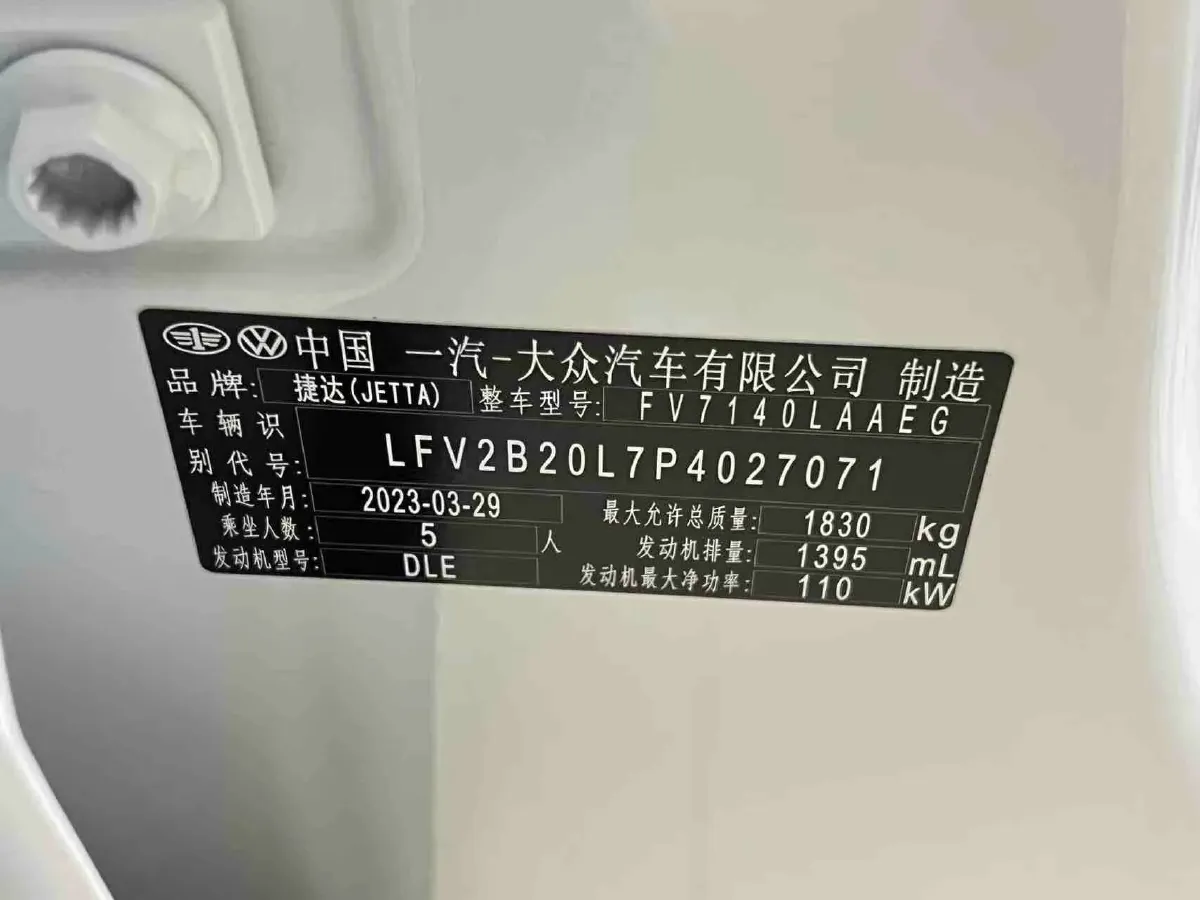 中国 一汽-大众汽车有限公司 制造
品牌: 捷达(JETTA) 整车型号: FV7140LAAEG
车辆识别代号: LFV2B20L7P4027071
制造年月: 2023-03-29 最大允许总质量: 1830 kg
乘坐人数: 5 人 发动机排量: 1395 mL
发动机型号: DLE 发动机最大净功率: 110 kW